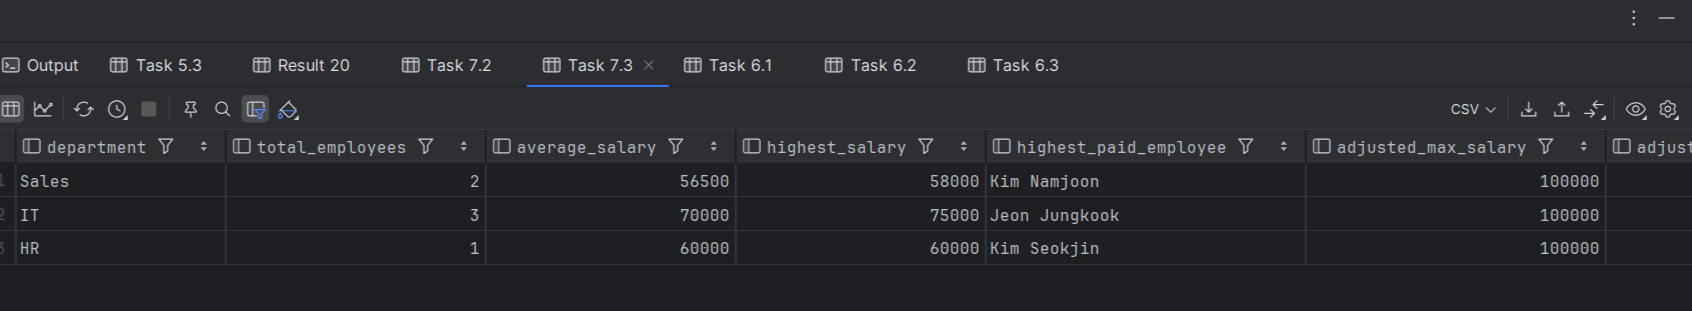 Output Task 5.3 Result 20 Task 7.2 Task 7.3 Task 6.1 Task 6.2 Task 6.3
CSV
department total_employees average_salary highest_salary highest_paid_employee adjusted_max_salary adjust
1 Sales 2 56500 58000 Kim Namjoon 100000
2 IT 3 70000 75000 Jeon Jungkook 100000
3 HR 1 60000 60000 Kim Seokjin 100000